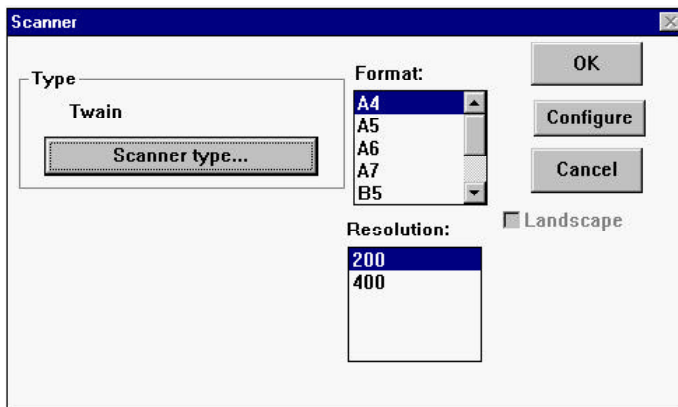 Scanner
Type
Twain
Scanner type...
Format:
A4
A5
A6
A7
B5
Resolution:
200
400
OK
Configure
Cancel
Landscape